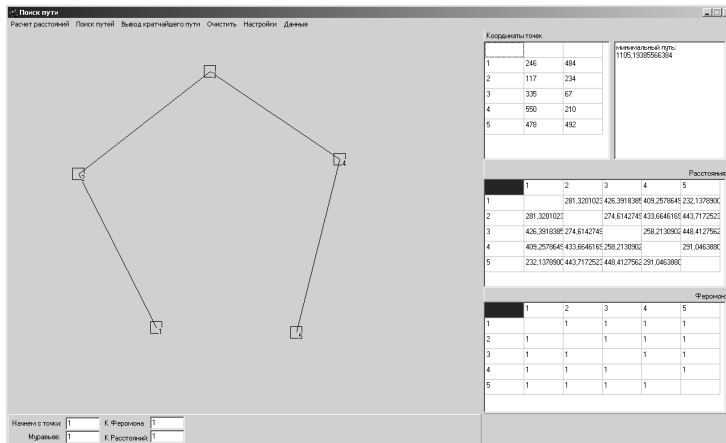 Поиск пути
Расчет расстояний Поиск путей Вывод кратчайшего пути Очистить Настройки Данные
3
2
4
1
5
Координаты точек
1 246 484
2 117 234
3 335 67
4 550 210
5 478 492
минимальный путь:
1105,19385566384
Расстояния
1 2 3 4 5
1 281,3201023 426,3918385 409,2578649 232,1378900
2 281,3201023 274,6142749 433,6646169 443,7172523
3 426,3918385 274,6142749 258,2130902 448,4127562
4 409,2578649 433,6646169 258,2130902 291,0463880
5 232,1378900 443,7172523 448,4127562 291,0463880
Феромон
1 2 3 4 5
1 1 1 1 1
2 1 1 1 1
3 1 1 1 1
4 1 1 1 1
5 1 1 1 1
Начнем с точки: 1 К Феромона 1
Муравьев: 1 К Расстояний 1